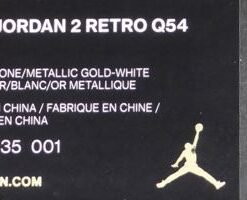 JORDAN 2 RETRO Q54
ONE/METALLIC GOLD-WHITE
R/BLANC/OR METALLIQUE
N CHINA / FABRIQUE EN CHINE /
EN CHINA
35 001
N.COM